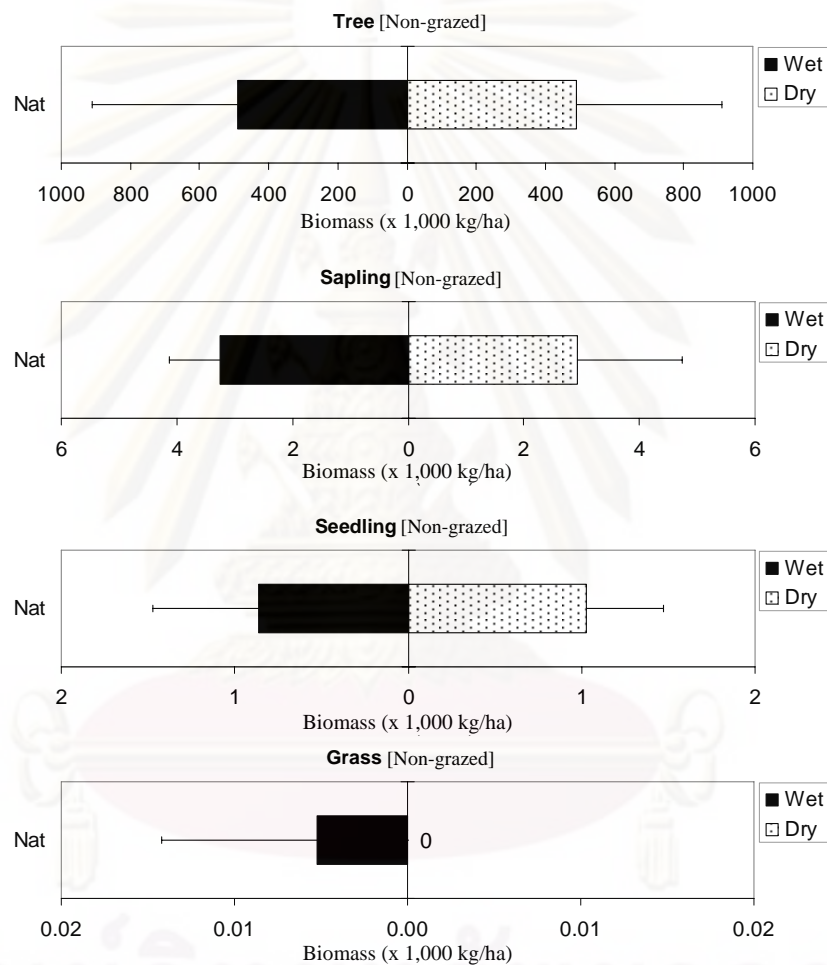 Tree [Non-grazed]
Nat
Wet
Dry
1000 800 600 400 200 0 200 400 600 800 1000
Biomass (x 1,000 kg/ha)
Sapling [Non-grazed]
Nat
Wet
Dry
6 4 2 0 2 4 6
Biomass (x 1,000 kg/ha)
Seedling [Non-grazed]
Nat
Wet
Dry
2 1 0 1 2
Biomass (x 1,000 kg/ha)
Grass [Non-grazed]
Nat
0
Wet
Dry
0.02 0.01 0.00 0.01 0.02
Biomass (x 1,000 kg/ha)